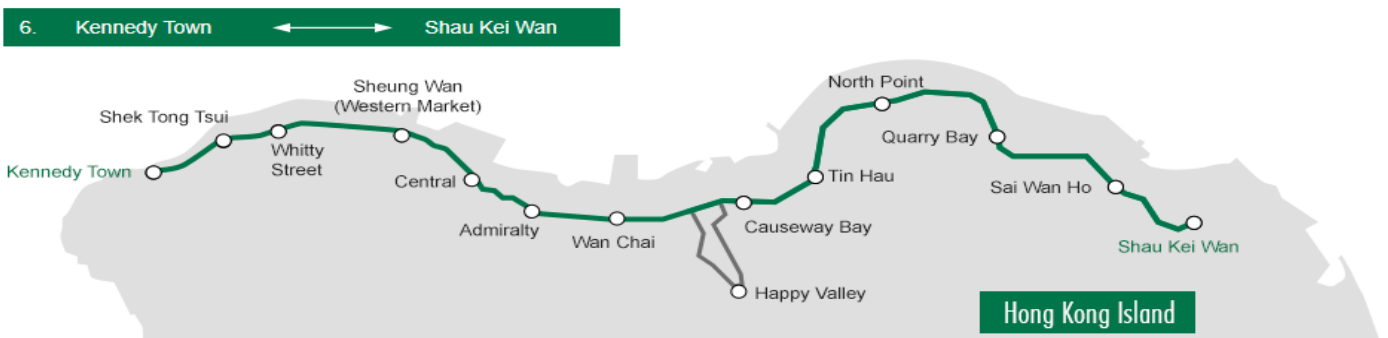 6. Kennedy Town Shau Kei Wan
Sheung Wan
(Western Market)
Shek Tong Tsui
Whitty
Street
Kennedy Town
Central
Admiralty
Wan Chai
Causeway Bay
Happy Valley
Tin Hau
North Point
Quarry Bay
Sai Wan Ho
Shau Kei Wan
Hong Kong Island